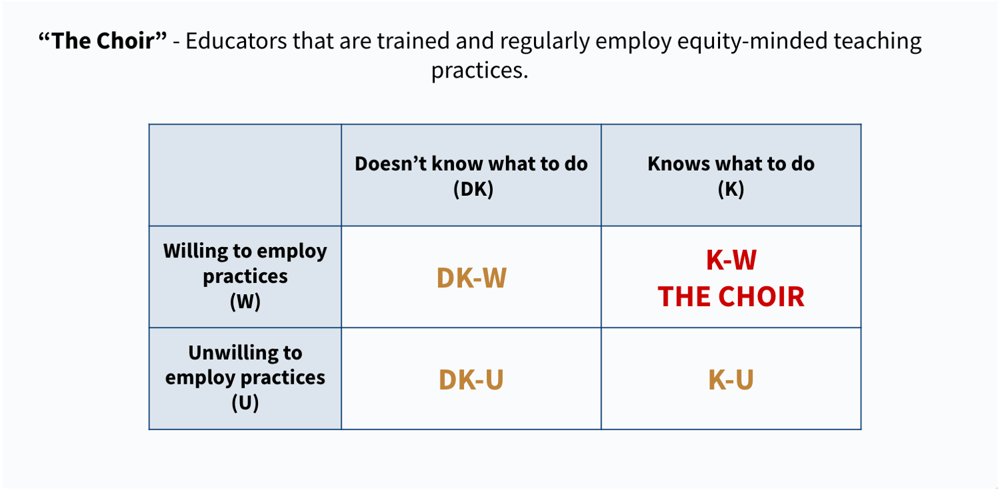 “The Choir” - Educators that are trained and regularly employ equity-minded teaching
practices.
Doesn’t know what to do
(DK)
Knows what to do
(K)
Willing to employ
practices
(W)
DK-W
K-W
THE CHOIR
Unwilling to
employ practices
(U)
DK-U
K-U